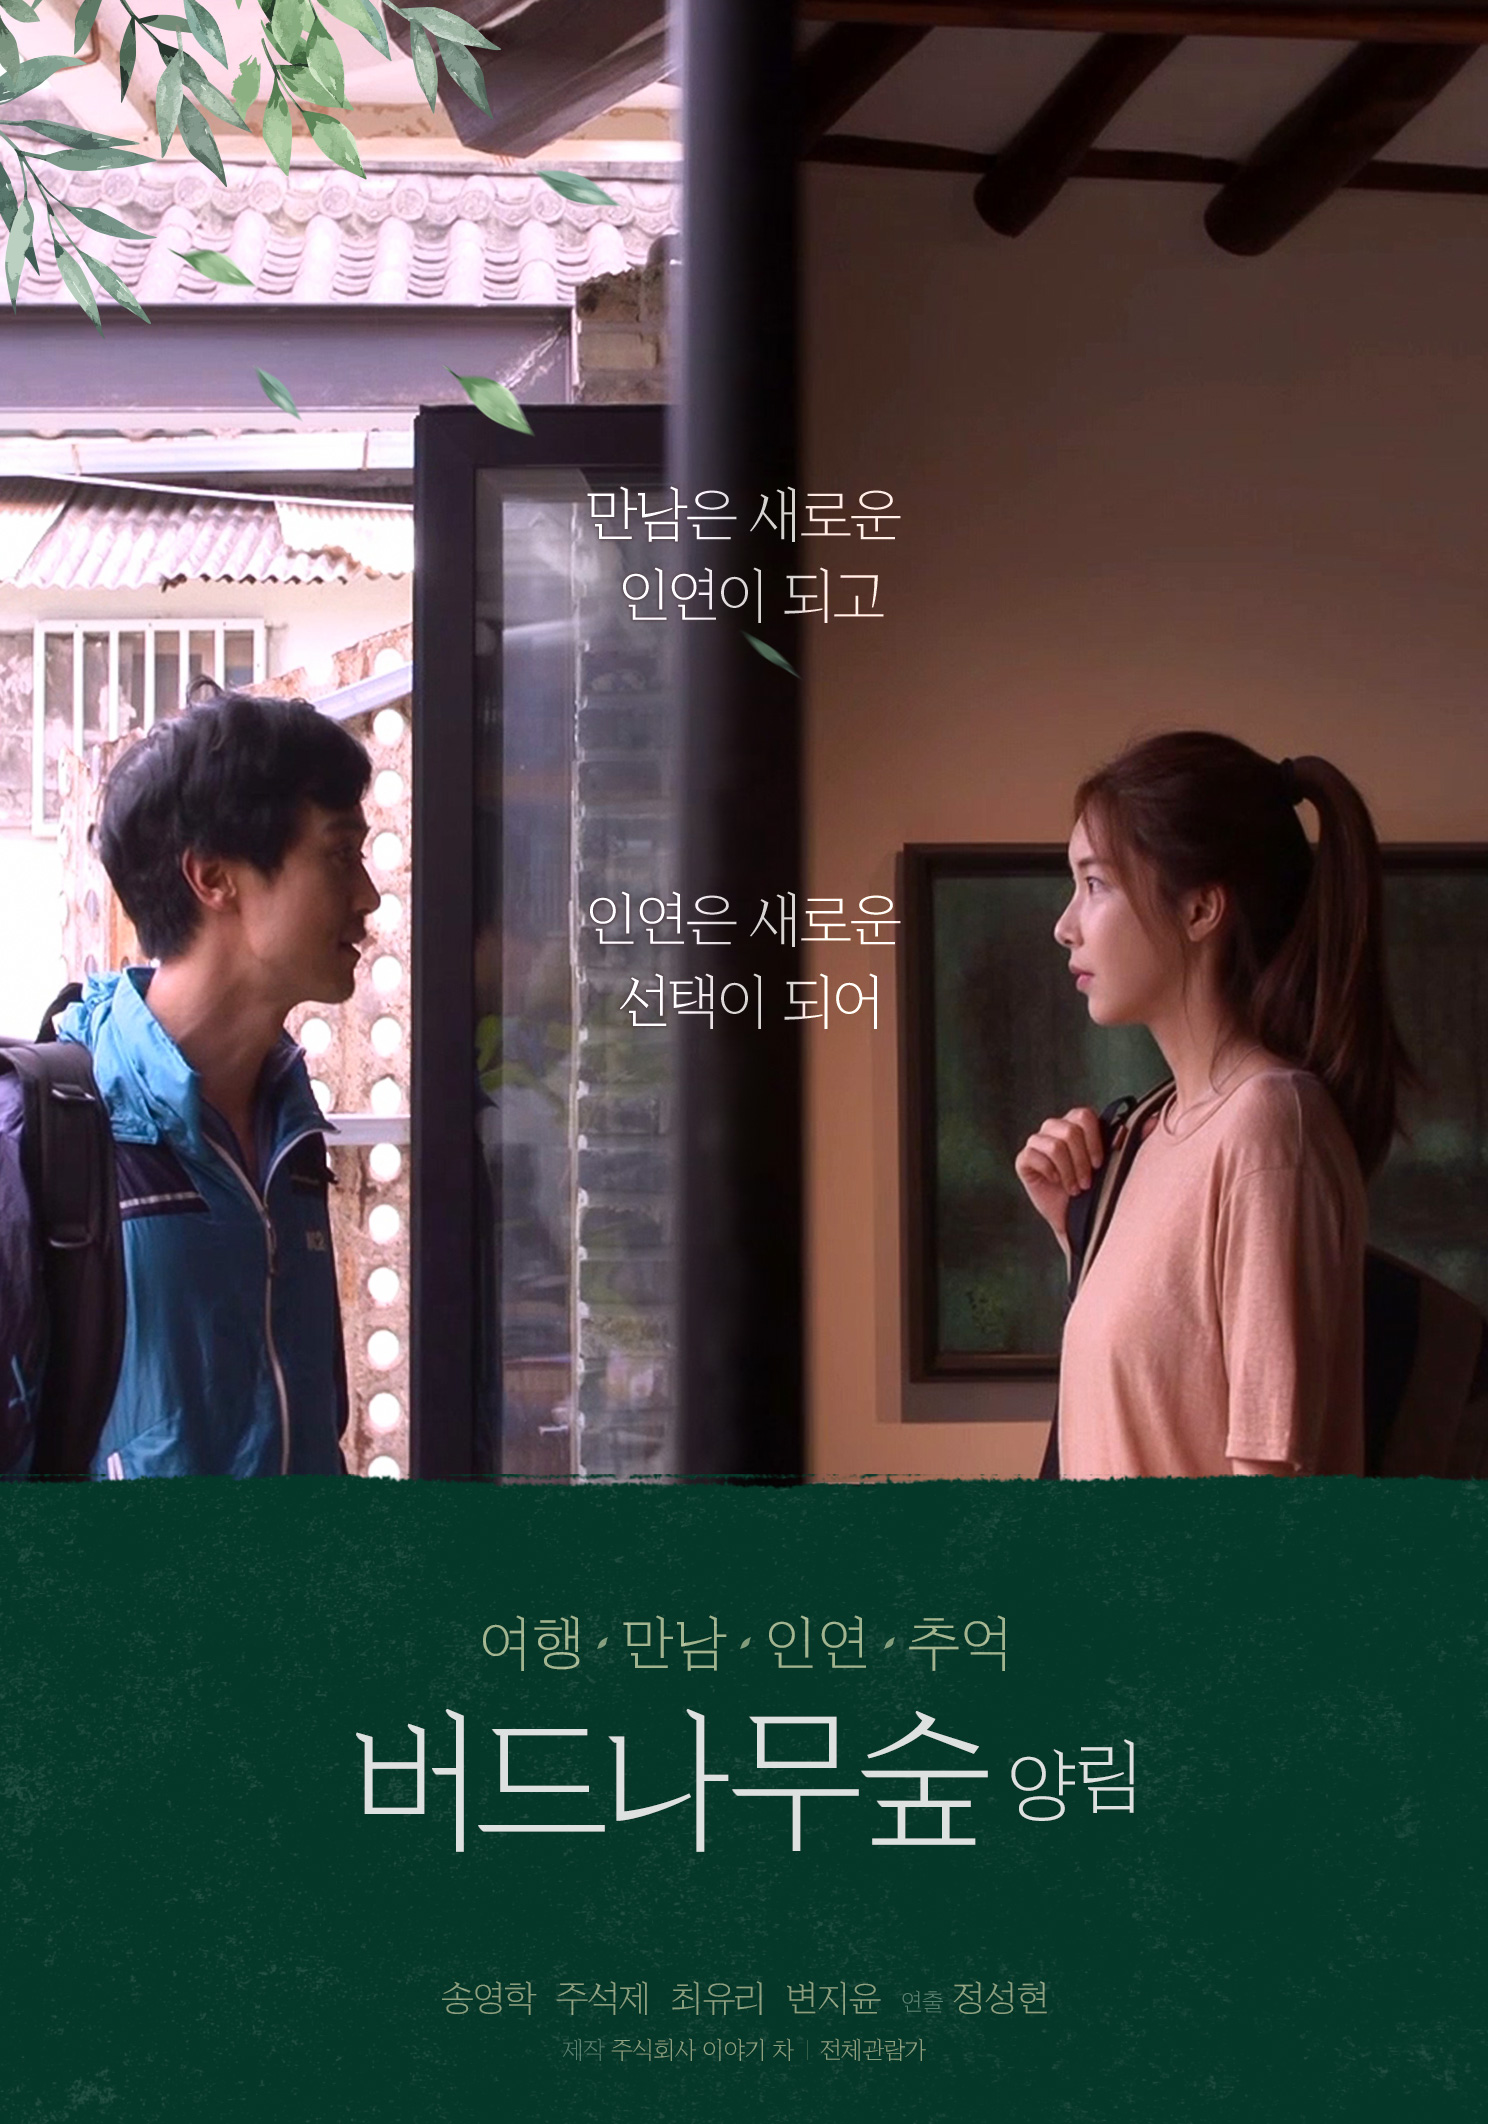 만남은 새로운
인연이 되고
인연은 새로운
선택이 되어
여행 · 만남 · 인연 · 추억
버드나무숲 양림
송영학 주석제 최유리 변지윤 연출 정성현
제작 주식회사 이야기 차 | 전체관람가